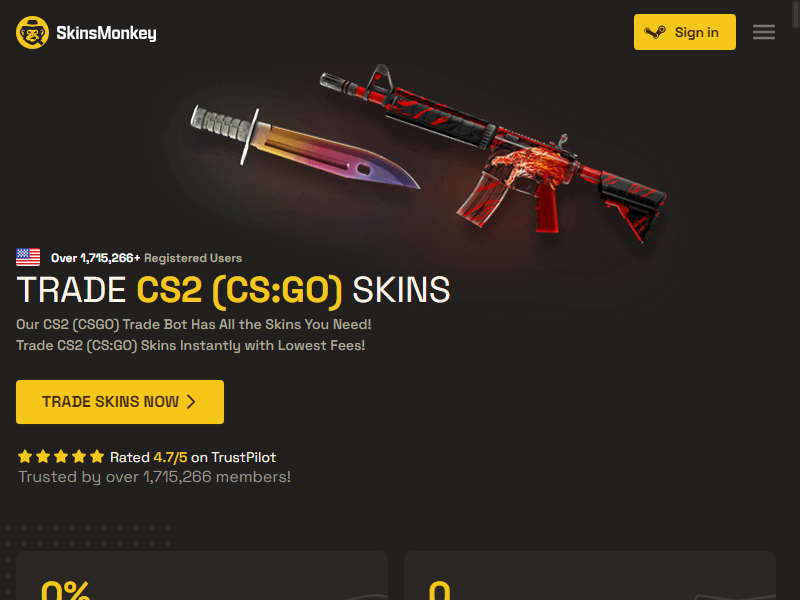 SkinsMonkey
Sign in
Over 1,715,266+ Registered Users
TRADE CS2 (CS:GO) SKINS
Our CS2 (CSGO) Trade Bot Has All the Skins You Need!
Trade CS2 (CS:GO) Skins Instantly with Lowest Fees!
TRADE SKINS NOW
Rated 4.7/5 on TrustPilot
Trusted by over 1,715,266 members!
0%
0